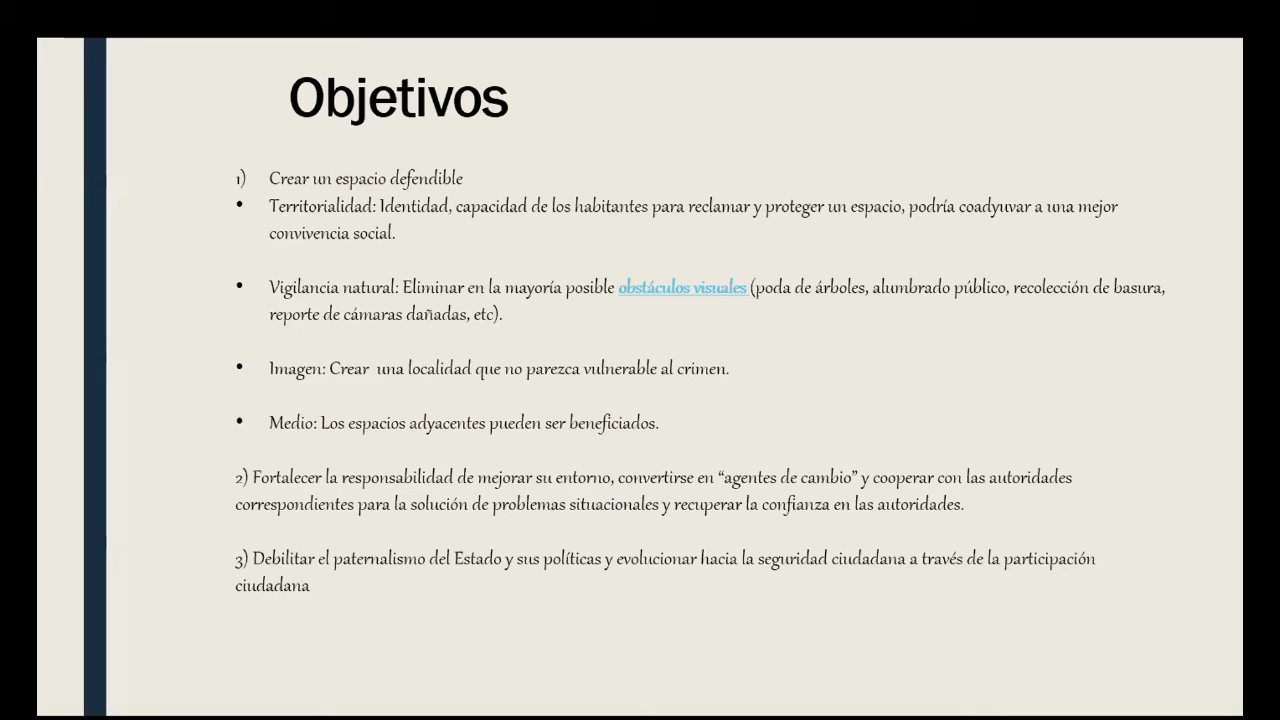 Objetivos
1) Crear un espacio defendible
• Territorialidad: Identidad, capacidad de los habitantes para reclamar y proteger un espacio, podría coadyuvar a una mejor
convivencia social.
• Vigilancia natural: Eliminar en la mayoría posible obstáculos visuales (poda de árboles, alumbrado público, recolección de basura,
reporte de cámaras dañadas, etc).
• Imagen: Crear una localidad que no parezca vulnerable al crimen.
• Medio: Los espacios adyacentes pueden ser beneficiados.
2) Fortalecer la responsabilidad de mejorar su entorno, convertirse en “agentes de cambio” y cooperar con las autoridades
correspondientes para la solución de problemas situacionales y recuperar la confianza en las autoridades.
3) Debilitar el paternalismo del Estado y sus políticas y evolucionar hacia la seguridad ciudadana a través de la participación
ciudadana